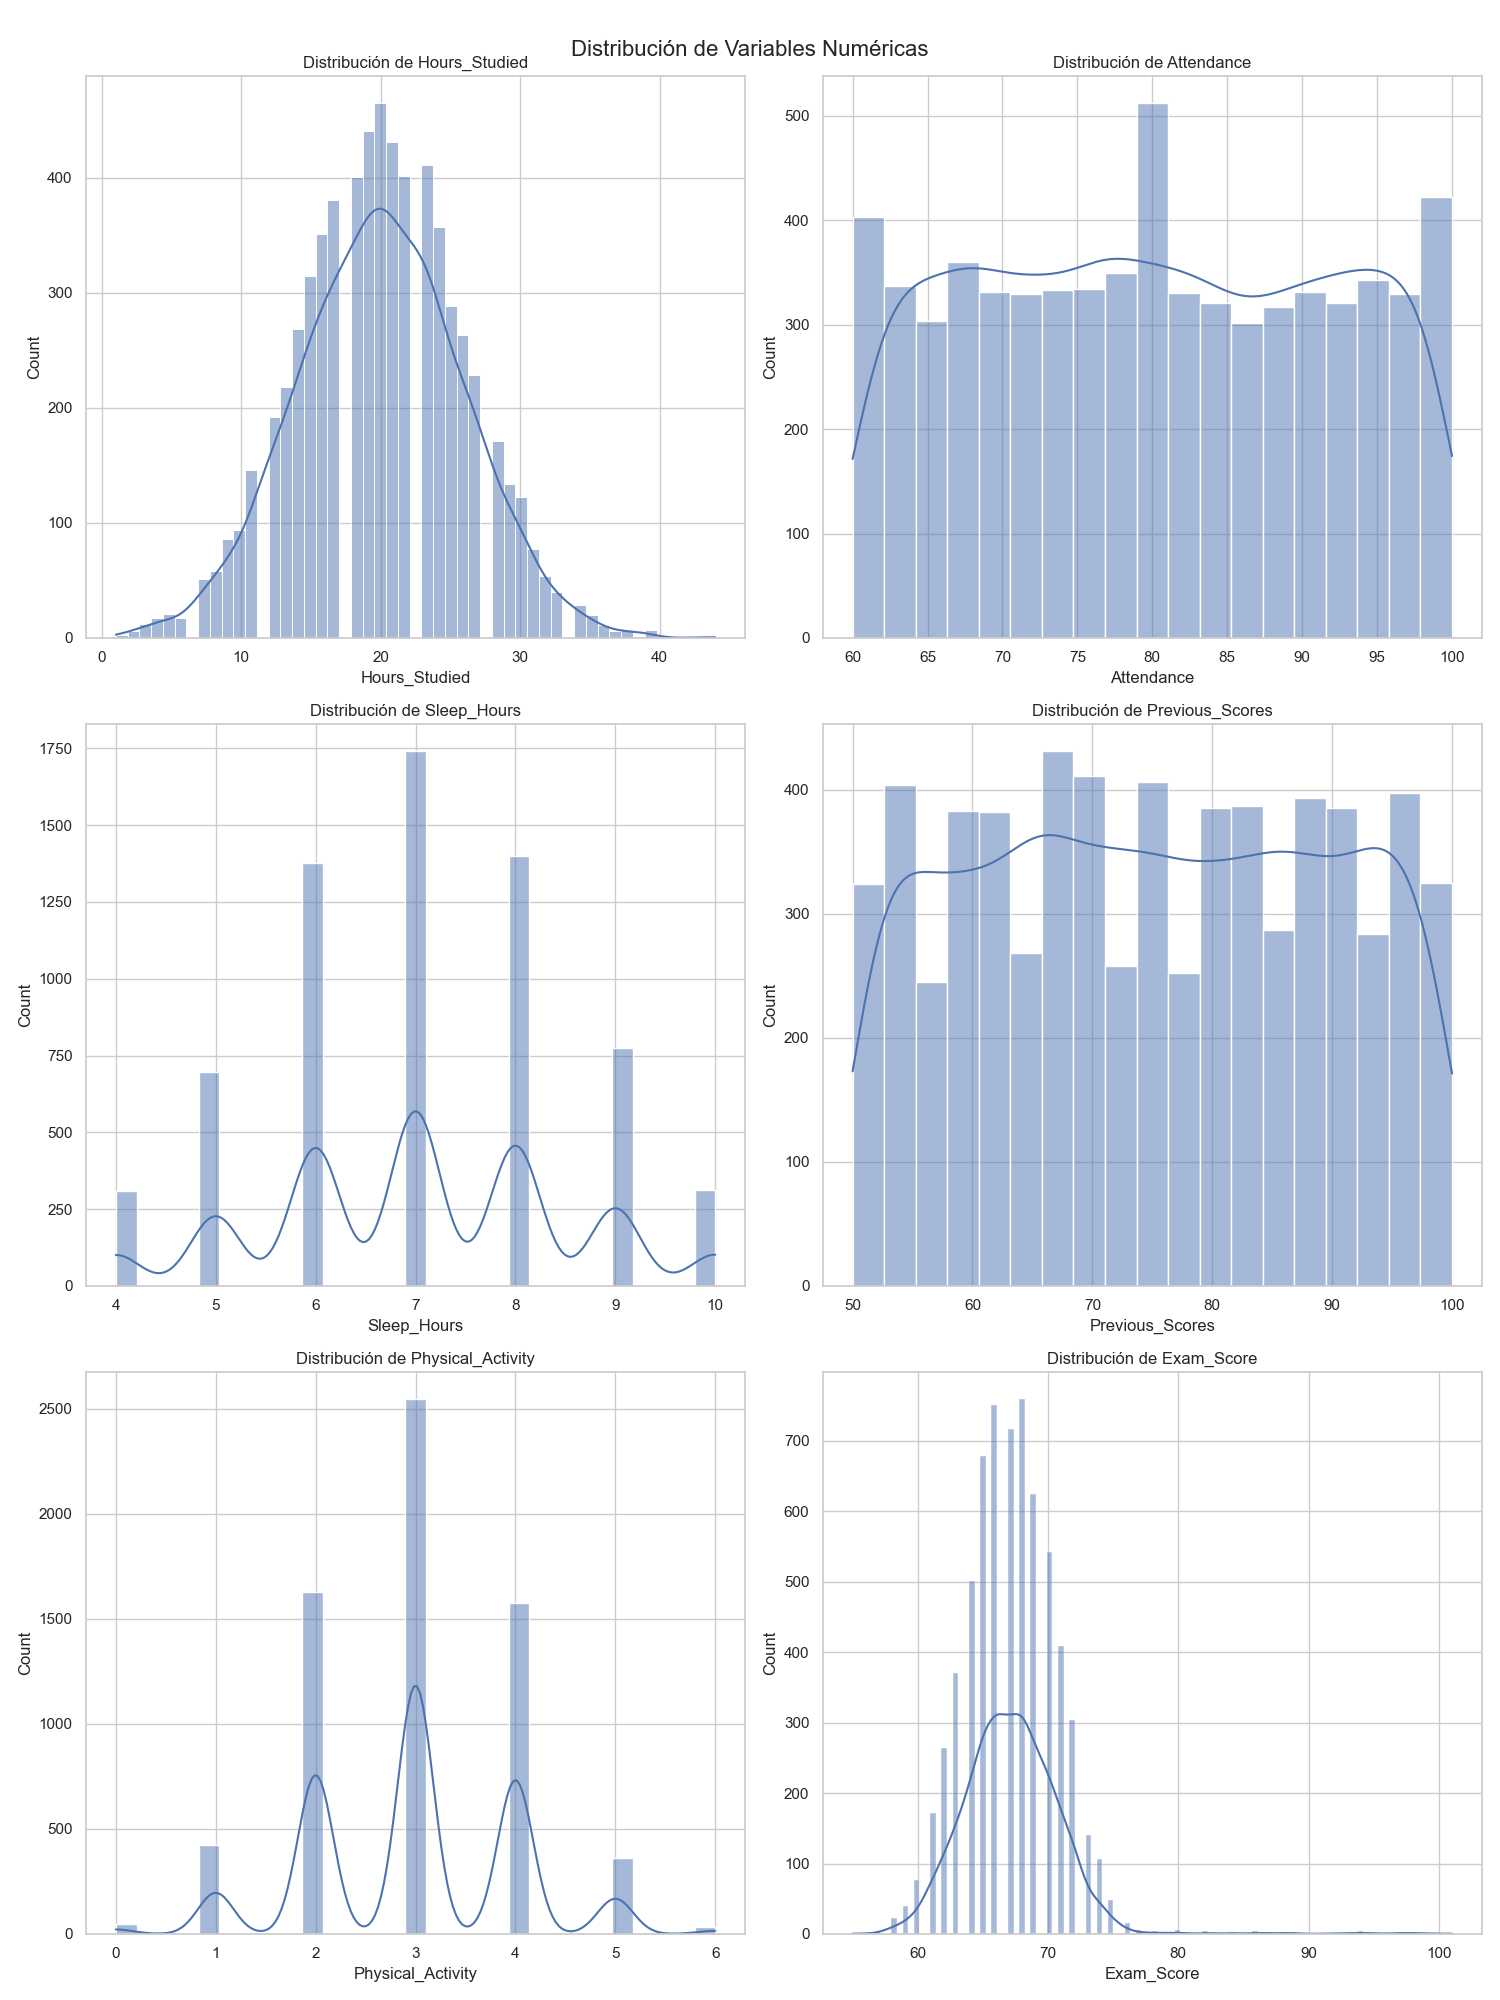 Distribución de Variables Numéricas
Distribución de Hours_Studied
Count
400
300
200
100
0
0 10 20 30 40
Hours_Studied
Distribución de Attendance
Count
500
400
300
200
100
0
60 65 70 75 80 85 90 95 100
Attendance
Distribución de Sleep_Hours
Count
1750
1500
1250
1000
750
500
250
0
4 5 6 7 8 9 10
Sleep_Hours
Distribución de Previous_Scores
Count
400
300
200
100
0
50 60 70 80 90 100
Previous_Scores
Distribución de Physical_Activity
Count
2500
2000
1500
1000
500
0
0 1 2 3 4 5 6
Physical_Activity
Distribución de Exam_Score
Count
700
600
500
400
300
200
100
0
60 70 80 90 100
Exam_Score